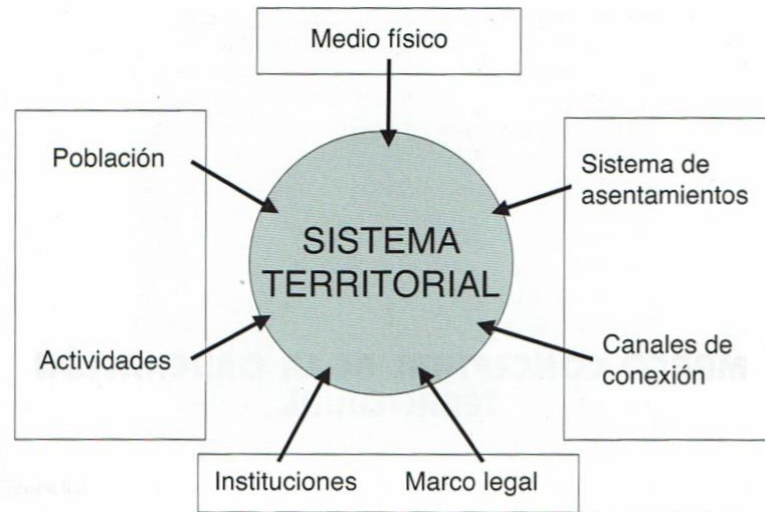 Medio físico
Población
Sistema de
asentamientos
SISTEMA
TERRITORIAL
Actividades
Canales de
conexión
Instituciones
Marco legal